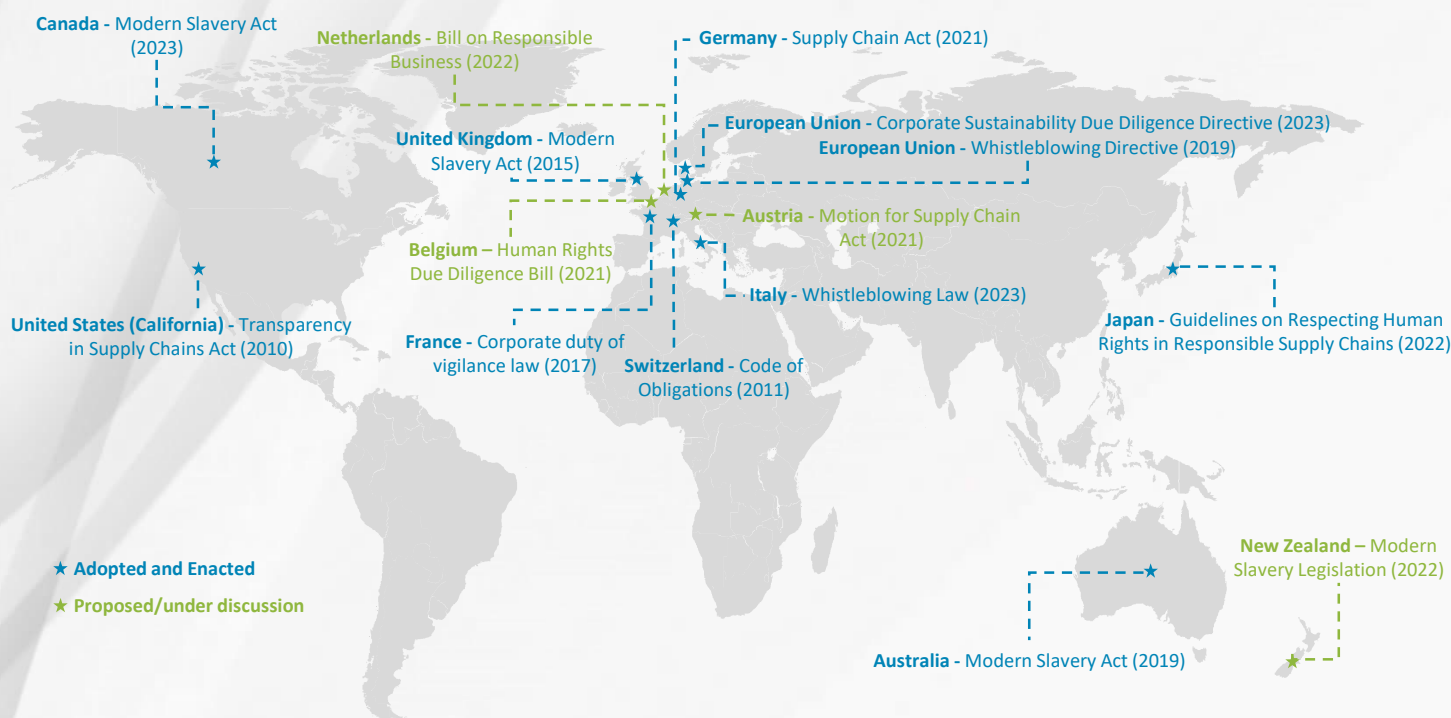 Canada - Modern Slavery Act
(2023)
Netherlands - Bill on Responsible
Business (2022)
Germany - Supply Chain Act (2021)
United Kingdom - Modern
Slavery Act (2015)
European Union - Corporate Sustainability Due Diligence Directive (2023)
European Union - Whistleblowing Directive (2019)
Belgium – Human Rights
Due Diligence Bill (2021)
Austria - Motion for Supply Chain
Act (2021)
Italy - Whistleblowing Law (2023)
United States (California) - Transparency
in Supply Chains Act (2010)
France - Corporate duty of
vigilance law (2017)
Switzerland - Code of
Obligations (2011)
Japan - Guidelines on Respecting Human
Rights in Responsible Supply Chains (2022)
Adopted and Enacted
Proposed/under discussion
New Zealand – Modern
Slavery Legislation (2022)
Australia - Modern Slavery Act (2019)